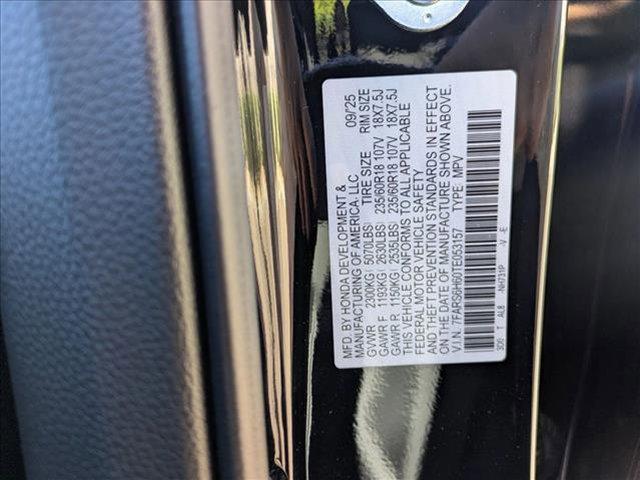 MFD. BY HONDA DEVELOPMENT & 09/'25
MANUFACTURING OF AMERICA, LLC
GVWR 2300KG( 5070LBS) TIRE SIZE RIM SIZE
GAWR F 1193KG( 2630LBS) 235/60R18 107V 18X7.5J
GAWR R 1150KG( 2535LBS) 235/60R18 107V 18X7.5J
THIS VEHICLE CONFORMS TO ALL APPLICABLE
FEDERAL MOTOR VEHICLE SAFETY
AND THEFT PREVENTION STANDARDS IN EFFECT
ON THE DATE OF MANUFACTURE SHOWN ABOVE.
V.I.N. 7FARS6H60TE053157 TYPE MPV
T NH731P